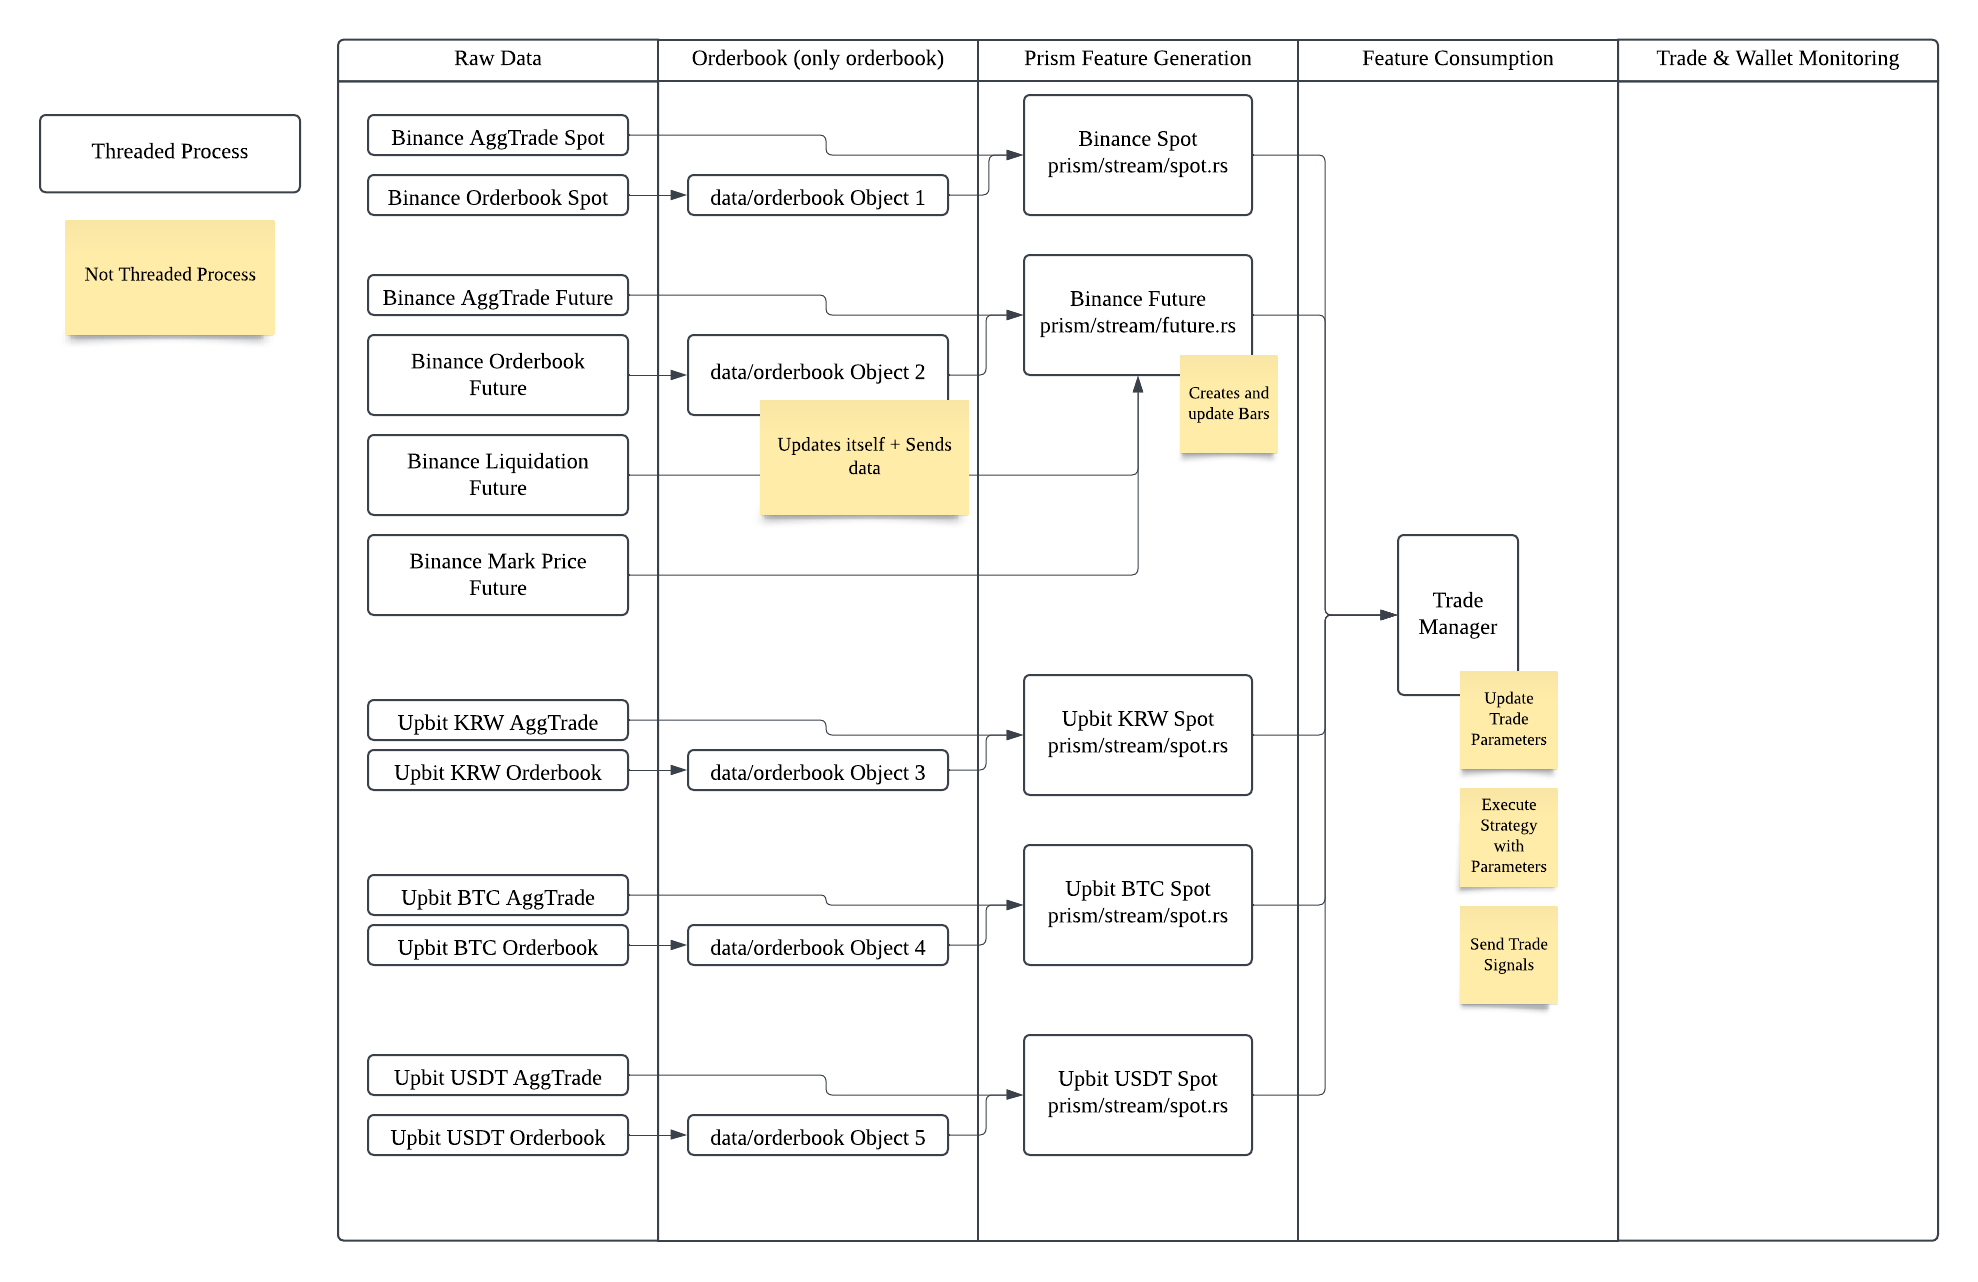 Raw Data
Orderbook (only orderbook)
Prism Feature Generation
Feature Consumption
Trade & Wallet Monitoring
Threaded Process
Not Threaded Process
Binance AggTrade Spot
Binance Orderbook Spot
data/orderbook Object 1
Binance Spot
prism/stream/spot.rs
Binance AggTrade Future
Binance Orderbook
Future
data/orderbook Object 2
Updates itself + Sends
data
Binance Future
prism/stream/future.rs
Creates and
update Bars
Binance Liquidation
Future
Binance Mark Price
Future
Trade
Manager
Update
Trade
Parameters
Execute
Strategy
with
Parameters
Send Trade
Signals
Upbit KRW AggTrade
Upbit KRW Orderbook
data/orderbook Object 3
Upbit KRW Spot
prism/stream/spot.rs
Upbit BTC AggTrade
Upbit BTC Orderbook
data/orderbook Object 4
Upbit BTC Spot
prism/stream/spot.rs
Upbit USDT AggTrade
Upbit USDT Orderbook
data/orderbook Object 5
Upbit USDT Spot
prism/stream/spot.rs